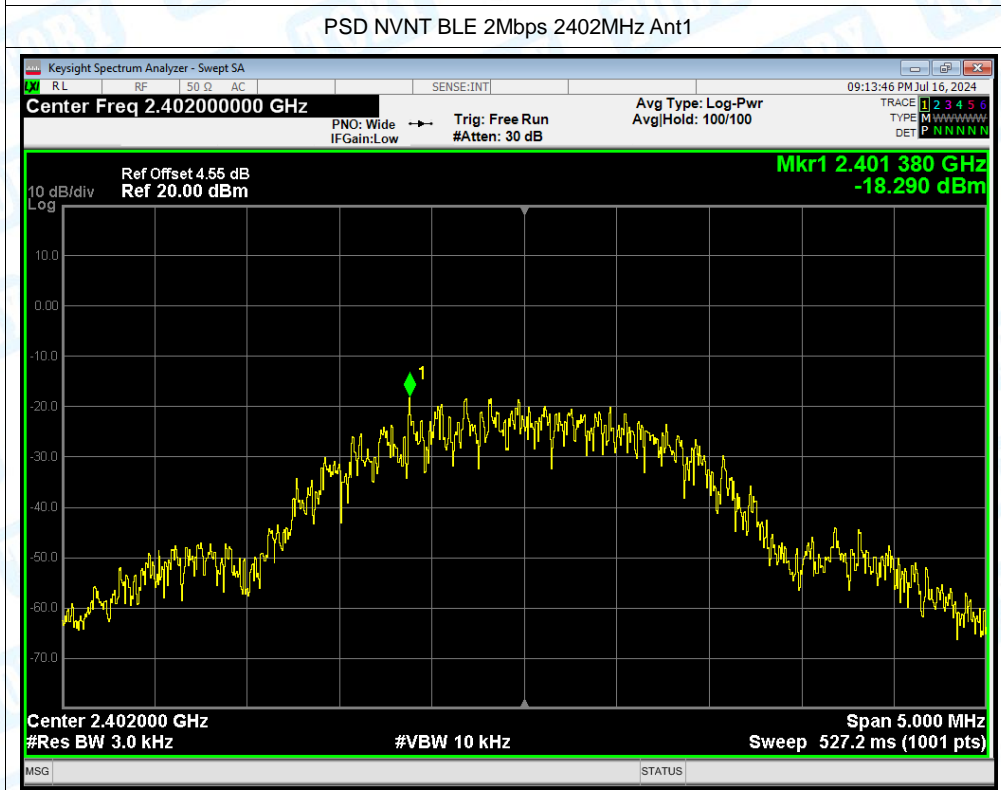 PSD NVNT BLE 2Mbps 2402MHz Ant1
Keysight Spectrum Analyzer - Swept SA
LXI RL RF 50 Ω AC SENSE:INT 09:13:46 PM Jul 16, 2024
Center Freq 2.402000000 GHz Avg Type: Log-Pwr TRACE 1 2 3 4 5 6
PNO: Wide Trig: Free Run Avg|Hold: 100/100 TYPE M WWWWW
IFGain:Low #Atten: 30 dB DET P N N N N N
Mkr1 2.401 380 GHz
Ref Offset 4.55 dB
10 dB/div Ref 20.00 dBm -18.290 dBm
Log
10.0
0.00
-10.0
1
-20.0
-30.0
-40.0
-50.0
-60.0
-70.0
Center 2.402000 GHz Span 5.000 MHz
#Res BW 3.0 kHz #VBW 10 kHz Sweep 527.2 ms (1001 pts)
MSG STATUS